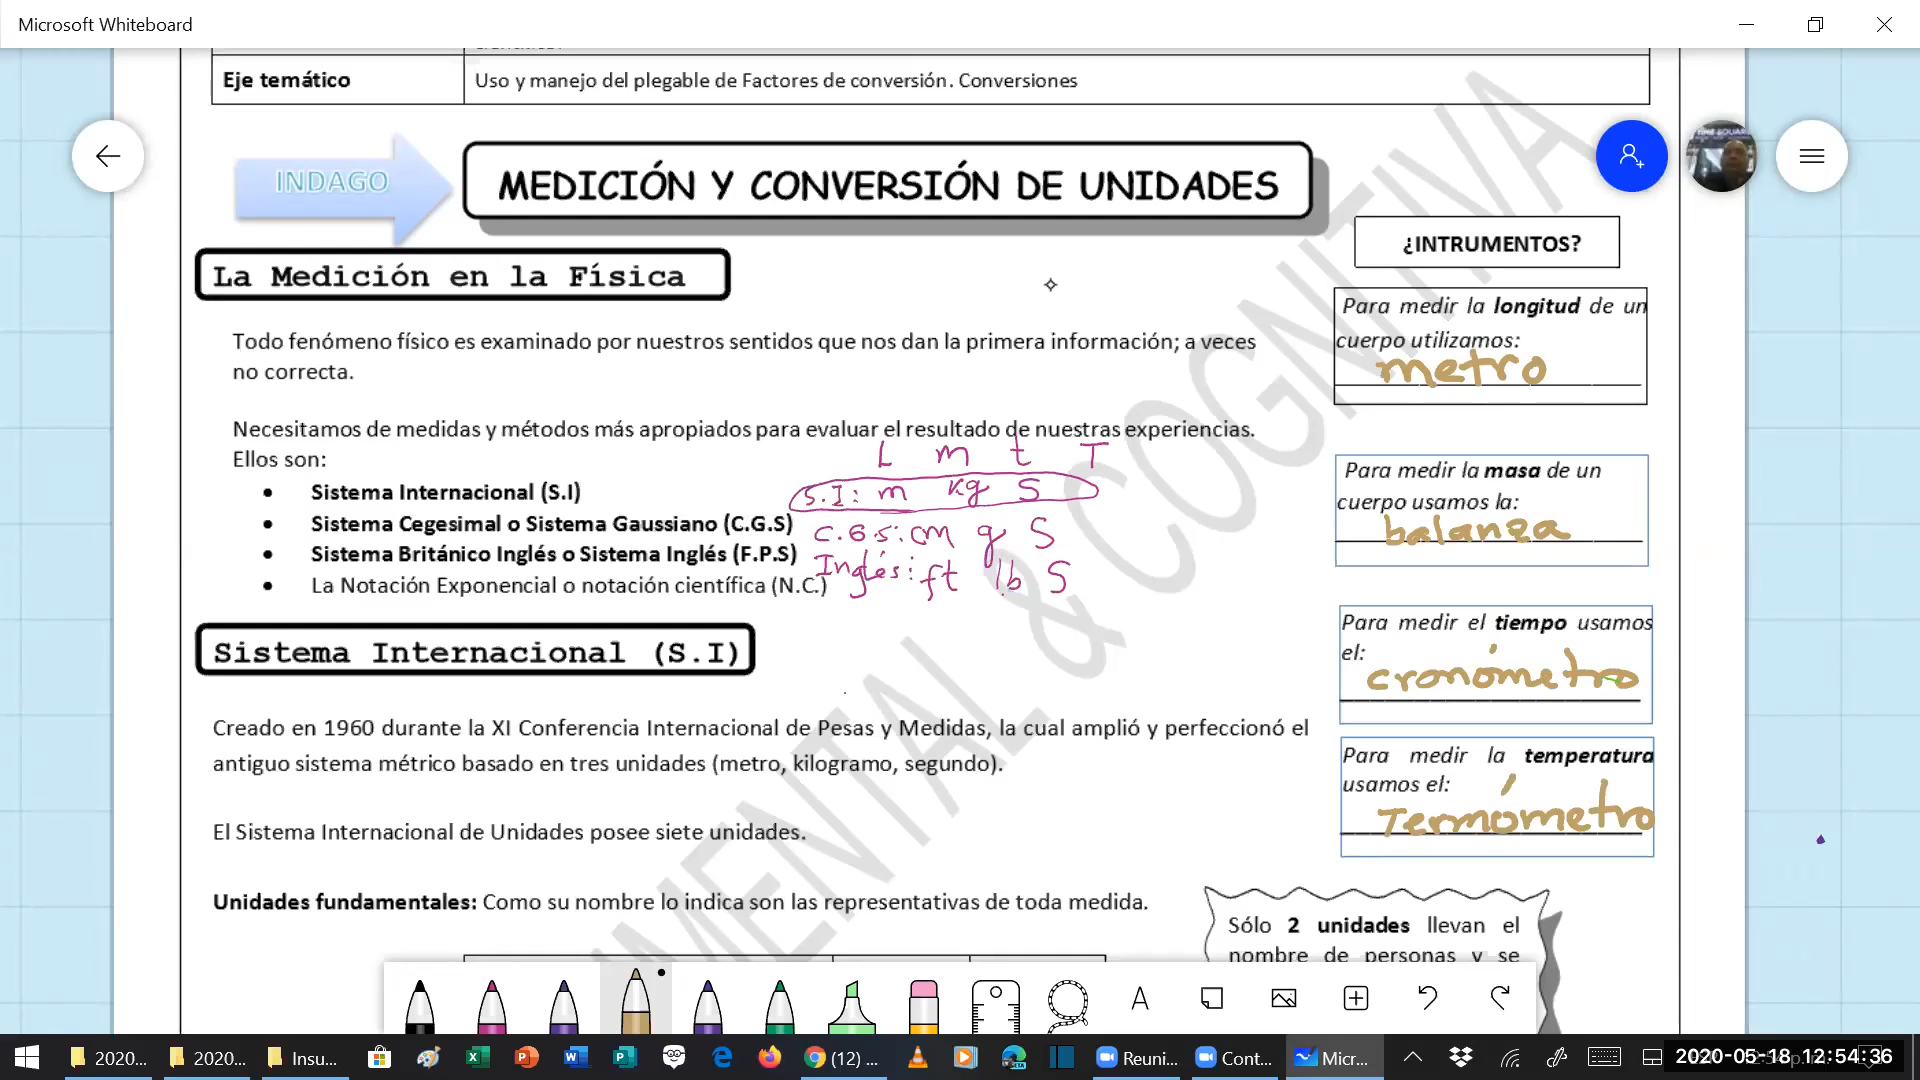 Microsoft Whiteboard
Eje temático
Uso y manejo del plegable de Factores de conversión. Conversiones
INDAGO
MEDICIÓN Y CONVERSIÓN DE UNIDADES
¿INTRUMENTOS?
La Medición en la Física
Para medir la longitud de un
cuerpo utilizamos:
metro
Todo fenómeno físico es examinado por nuestros sentidos que nos dan la primera información; a veces
no correcta.
Necesitamos de medidas y métodos más apropiados para evaluar el resultado de nuestras experiencias.
Ellos son:
L m t T
Sistema Internacional (S.I)
S.I: m kg S
Sistema Cegesimal o Sistema Gaussiano (C.G.S)
C.G.S: cm g S
Sistema Británico Inglés o Sistema Inglés (F.P.S)
Inglés: ft lb S
La Notación Exponencial o notación científica (N.C.)
Para medir la masa de un
cuerpo usamos la:
balanza
Para medir el tiempo usamos
el:
cronómetro
Sistema Internacional (S.I)
Creado en 1960 durante la XI Conferencia Internacional de Pesas y Medidas, la cual amplió y perfeccionó el
antiguo sistema métrico basado en tres unidades (metro, kilogramo, segundo).
Para medir la temperatura
usamos el:
Termómetro
El Sistema Internacional de Unidades posee siete unidades.
Unidades fundamentales: Como su nombre lo indica son las representativas de toda medida.
Sólo 2 unidades llevan el
nombre de personas y se
MENTAL & COGNITIVA
2020...
2020...
Insu...
(12) ...
Reuni...
Cont...
Micr...
2020-05-18 12:54:36